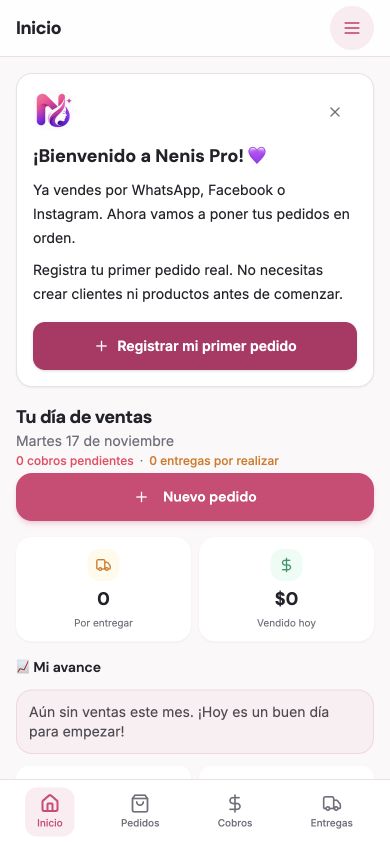 Inicio
¡Bienvenido a Nenis Pro! 💜
Ya vendes por WhatsApp, Facebook o
Instagram. Ahora vamos a poner tus pedidos en
orden.
Registra tu primer pedido real. No necesitas
crear clientes ni productos antes de comenzar.
Registrar mi primer pedido
Tu día de ventas
Martes 17 de noviembre
0 cobros pendientes · 0 entregas por realizar
Nuevo pedido
0
Por entregar
$0
Vendido hoy
📈 Mi avance
Aún sin ventas este mes. ¡Hoy es un buen día
para empezar!
Inicio
Pedidos
Cobros
Entregas